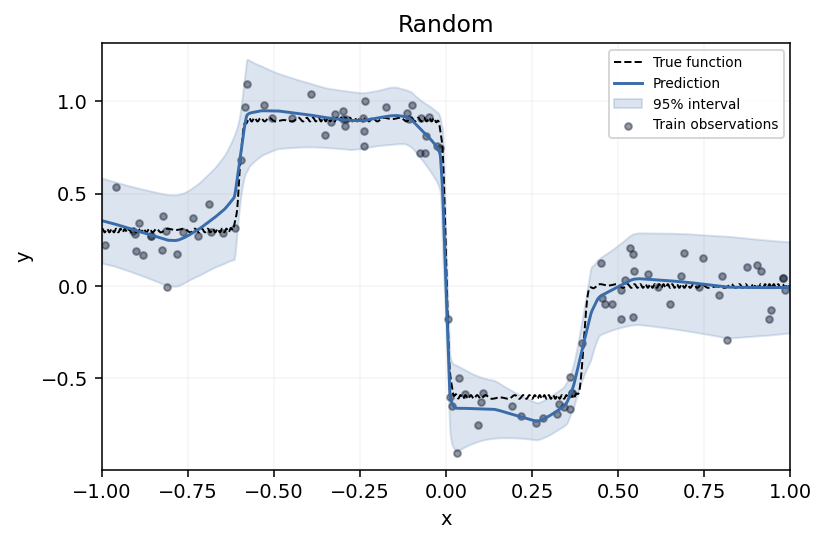 Random
True function
Prediction
95% interval
Train observations
y
1.0
0.5
0.0
−0.5
−1.00
−0.75
−0.50
−0.25
0.00
0.25
0.50
0.75
1.00
x